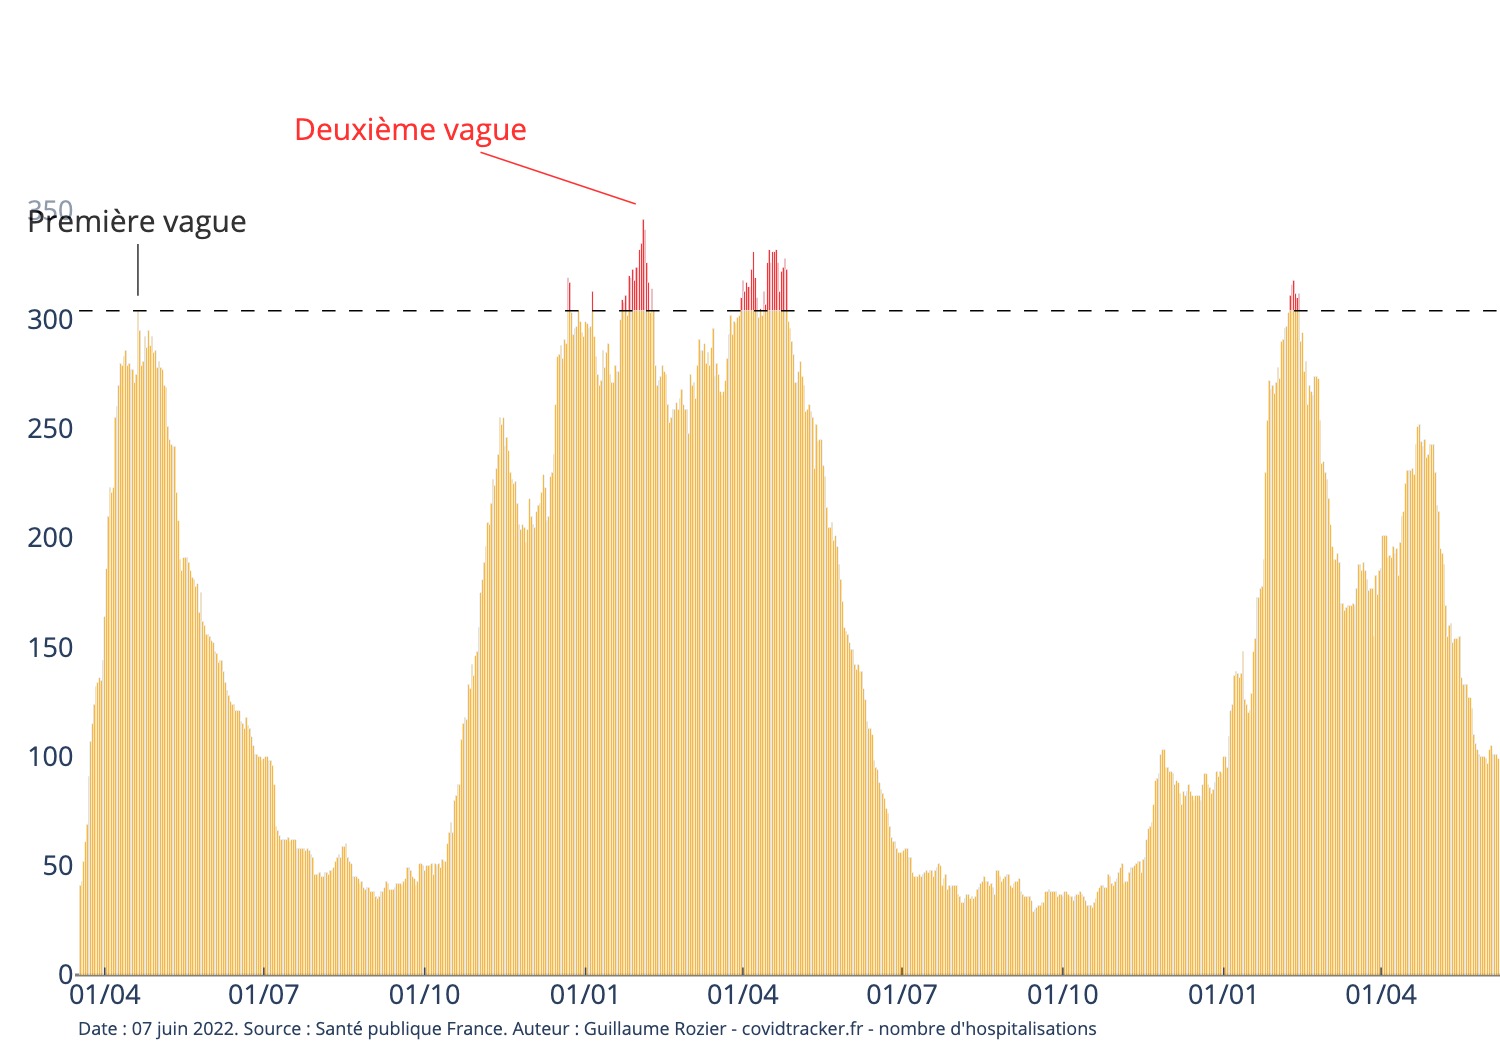 Deuxième vague
350
Première vague
300
250
200
150
100
50
0
01/04 01/07 01/10 01/01 01/04 01/07 01/10 01/01 01/04
Date : 07 juin 2022. Source : Santé publique France. Auteur : Guillaume Rozier - covidtracker.fr - nombre d'hospitalisations